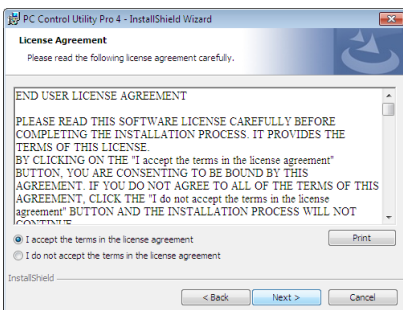 PC Control Utility Pro 4 - InstallShield Wizard
License Agreement
Please read the following license agreement carefully.
END USER LICENSE AGREEMENT
PLEASE READ THIS SOFTWARE LICENSE CAREFULLY BEFORE
COMPLETING THE INSTALLATION PROCESS. IT PROVIDES THE
TERMS OF THIS LICENSE.
BY CLICKING ON THE "I accept the terms in the license agreement"
BUTTON, YOU ARE CONSENTING TO BE BOUND BY THIS
AGREEMENT. IF YOU DO NOT AGREE TO ALL OF THE TERMS OF THIS
AGREEMENT, CLICK THE "I do not accept the terms in the license
agreement" BUTTON AND THE INSTALLATION PROCESS WILL NOT
CONTINUE.
I accept the terms in the license agreement
Print
I do not accept the terms in the license agreement
InstallShield
< Back
Next >
Cancel